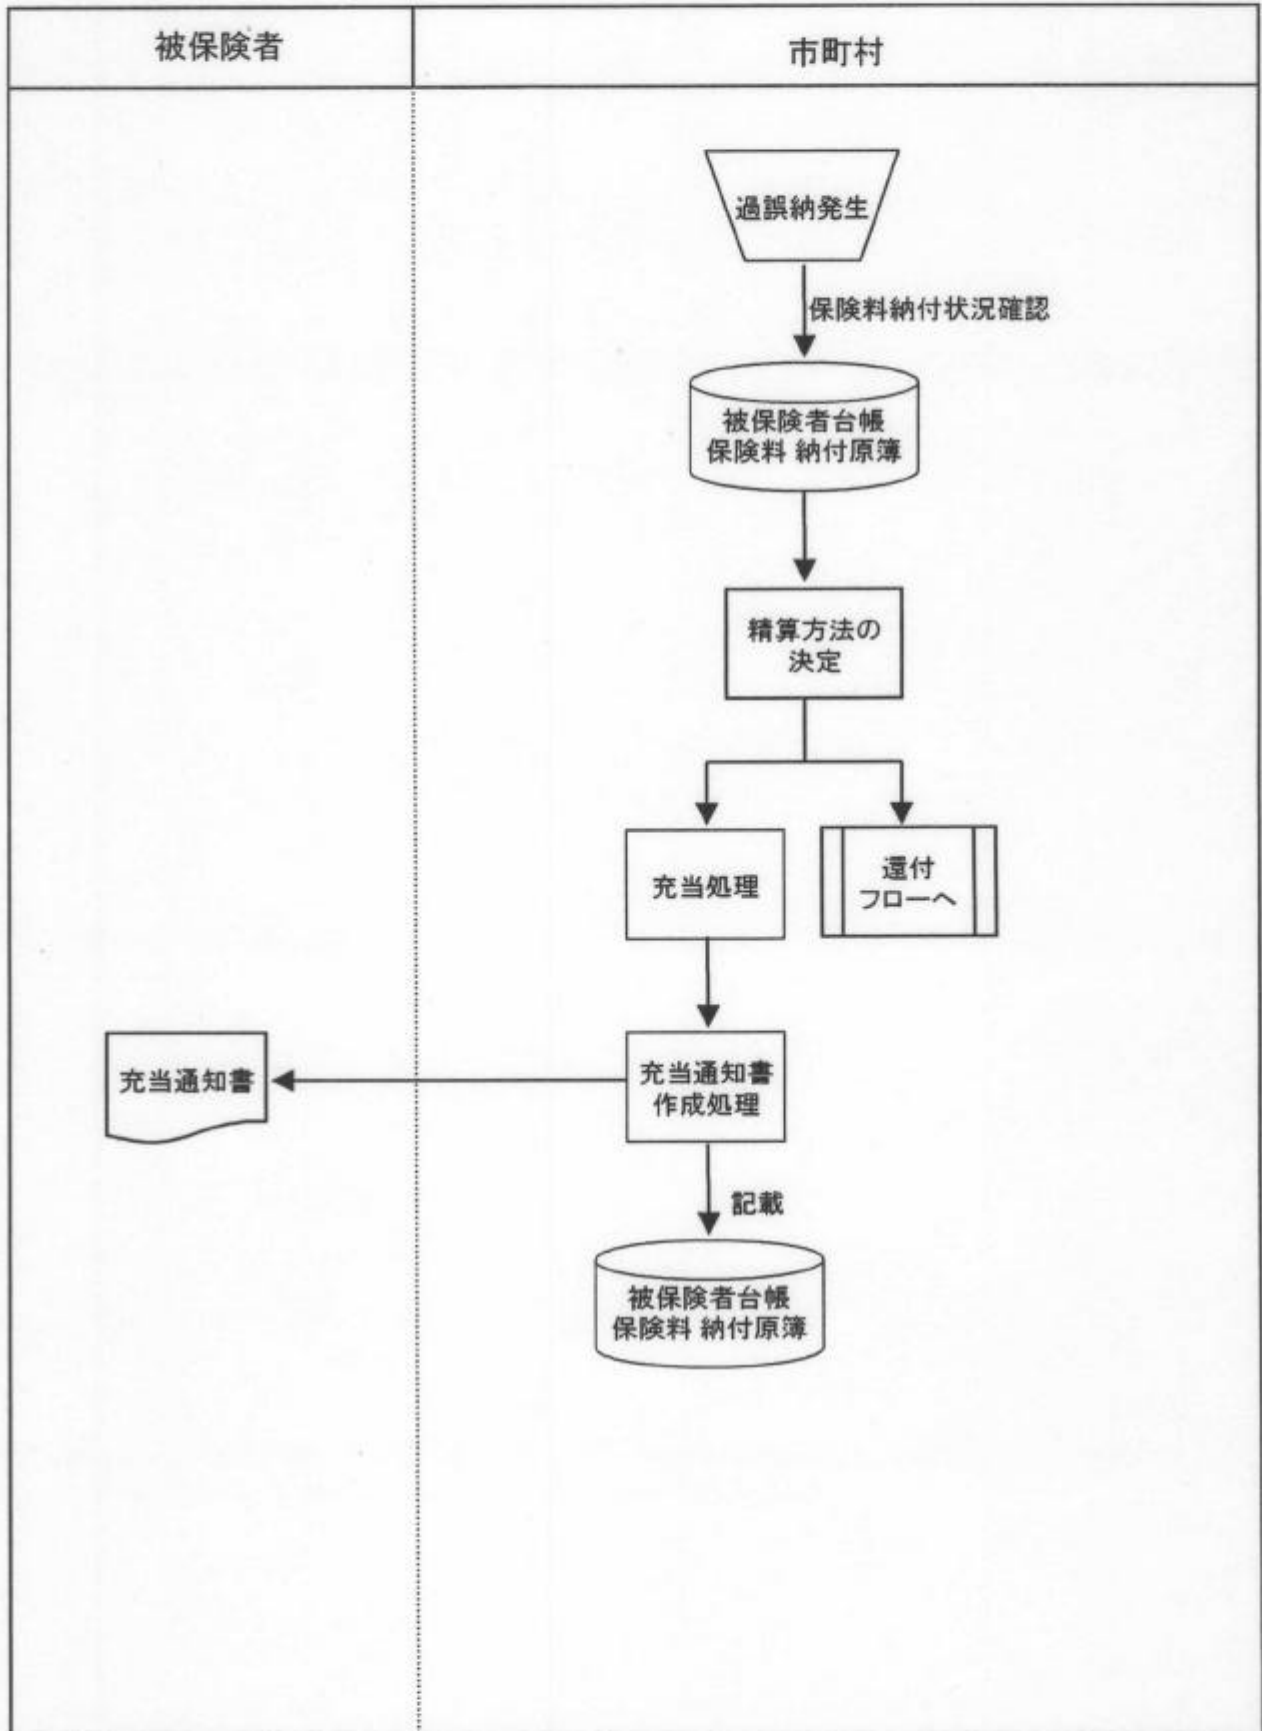 被保険者
市町村
過誤納発生
保険料納付状況確認
被保険者台帳
保険料 納付原簿
精算方法の
決定
充当処理
還付
フローへ
充当通知書
充当通知書
作成処理
記載
被保険者台帳
保険料 納付原簿